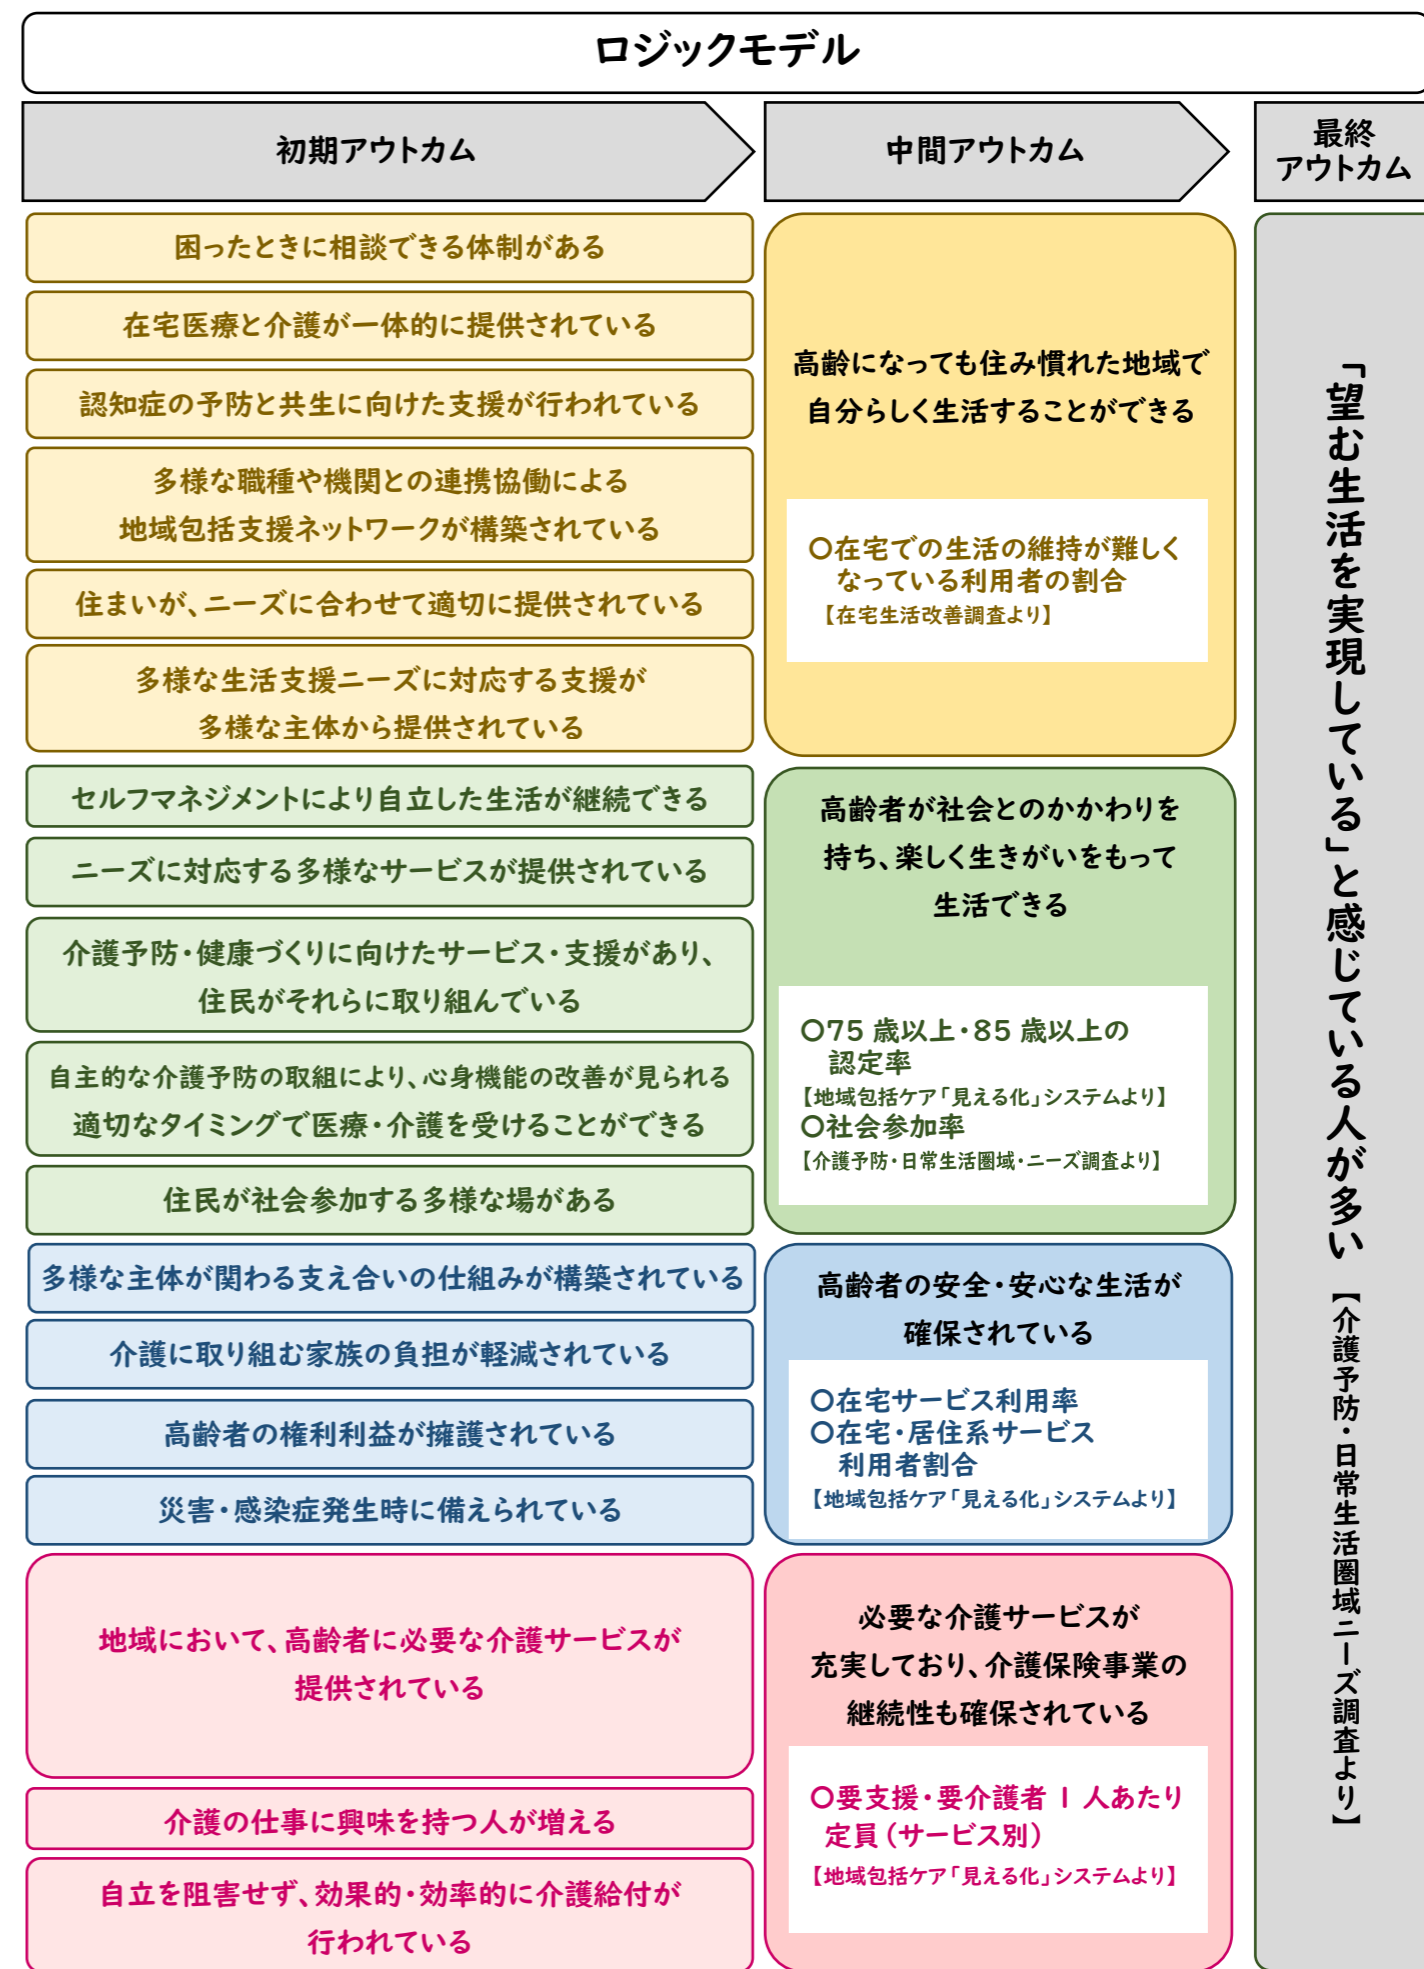 ロジックモデル
初期アウトカム
中間アウトカム
最終
アウトカム
困ったときに相談できる体制がある
在宅医療と介護が一体的に提供されている
認知症の予防と共生に向けた支援が行われている
多様な職種や機関との連携協働による
地域包括支援ネットワークが構築されている
住まいが、ニーズに合わせて適切に提供されている
多様な生活支援ニーズに対応する支援が
多様な主体から提供されている
高齢になっても住み慣れた地域で
自分らしく生活することができる
〇在宅での生活の維持が難しく
なっている利用者の割合
【在宅生活改善調査より】
セルフマネジメントにより自立した生活が継続できる
ニーズに対応する多様なサービスが提供されている
介護予防・健康づくりに向けたサービス・支援があり、
住民がそれらに取り組んでいる
自主的な介護予防の取組により、心身機能の改善が見られる
適切なタイミングで医療・介護を受けることができる
住民が社会参加する多様な場がある
高齢者が社会とのかかわりを
持ち、楽しく生きがいをもって
生活できる
〇75 歳以上・85 歳以上の
認定率
【地域包括ケア「見える化」システムより】
〇社会参加率
【介護予防・日常生活圏域・ニーズ調査より】
多様な主体が関わる支え合いの仕組みが構築されている
介護に取り組む家族の負担が軽減されている
高齢者の権利利益が擁護されている
災害・感染症発生時に備えられている
高齢者の安全・安心な生活が
確保されている
〇在宅サービス利用率
〇在宅・居住系サービス
利用者割合
【地域包括ケア「見える化」システムより】
地域において、高齢者に必要な介護サービスが
提供されている
介護の仕事に興味を持つ人が増える
自立を阻害せず、効果的・効率的に介護給付が
行われている
必要な介護サービスが
充実しており、介護保険事業の
継続性も確保されている
〇要支援・要介護者 1 人あたり
定員（サービス別）
【地域包括ケア「見える化」システムより】
「望む生活を実現している」と感じている人が多い【介護予防・日常生活圏域ニーズ調査より】